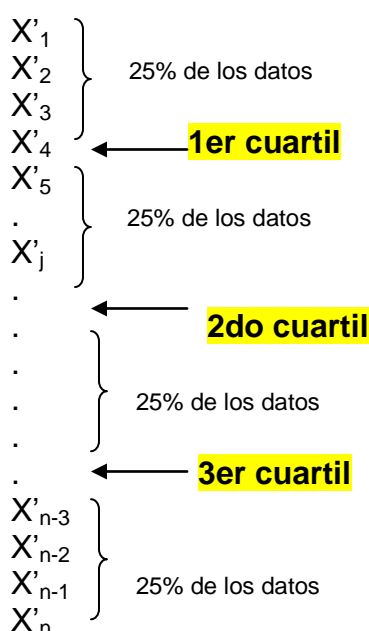 X’₁
X’₂ 25% de los datos
X’₃
X’₄ 1er cuartil
X’₅
. 25% de los datos
X’ⱼ
.
. 2do cuartil
.
. 25% de los datos
.
. 3er cuartil
X’ₙ₋₃
X’ₙ₋₂
X’ₙ₋₁ 25% de los datos
X’ₙ